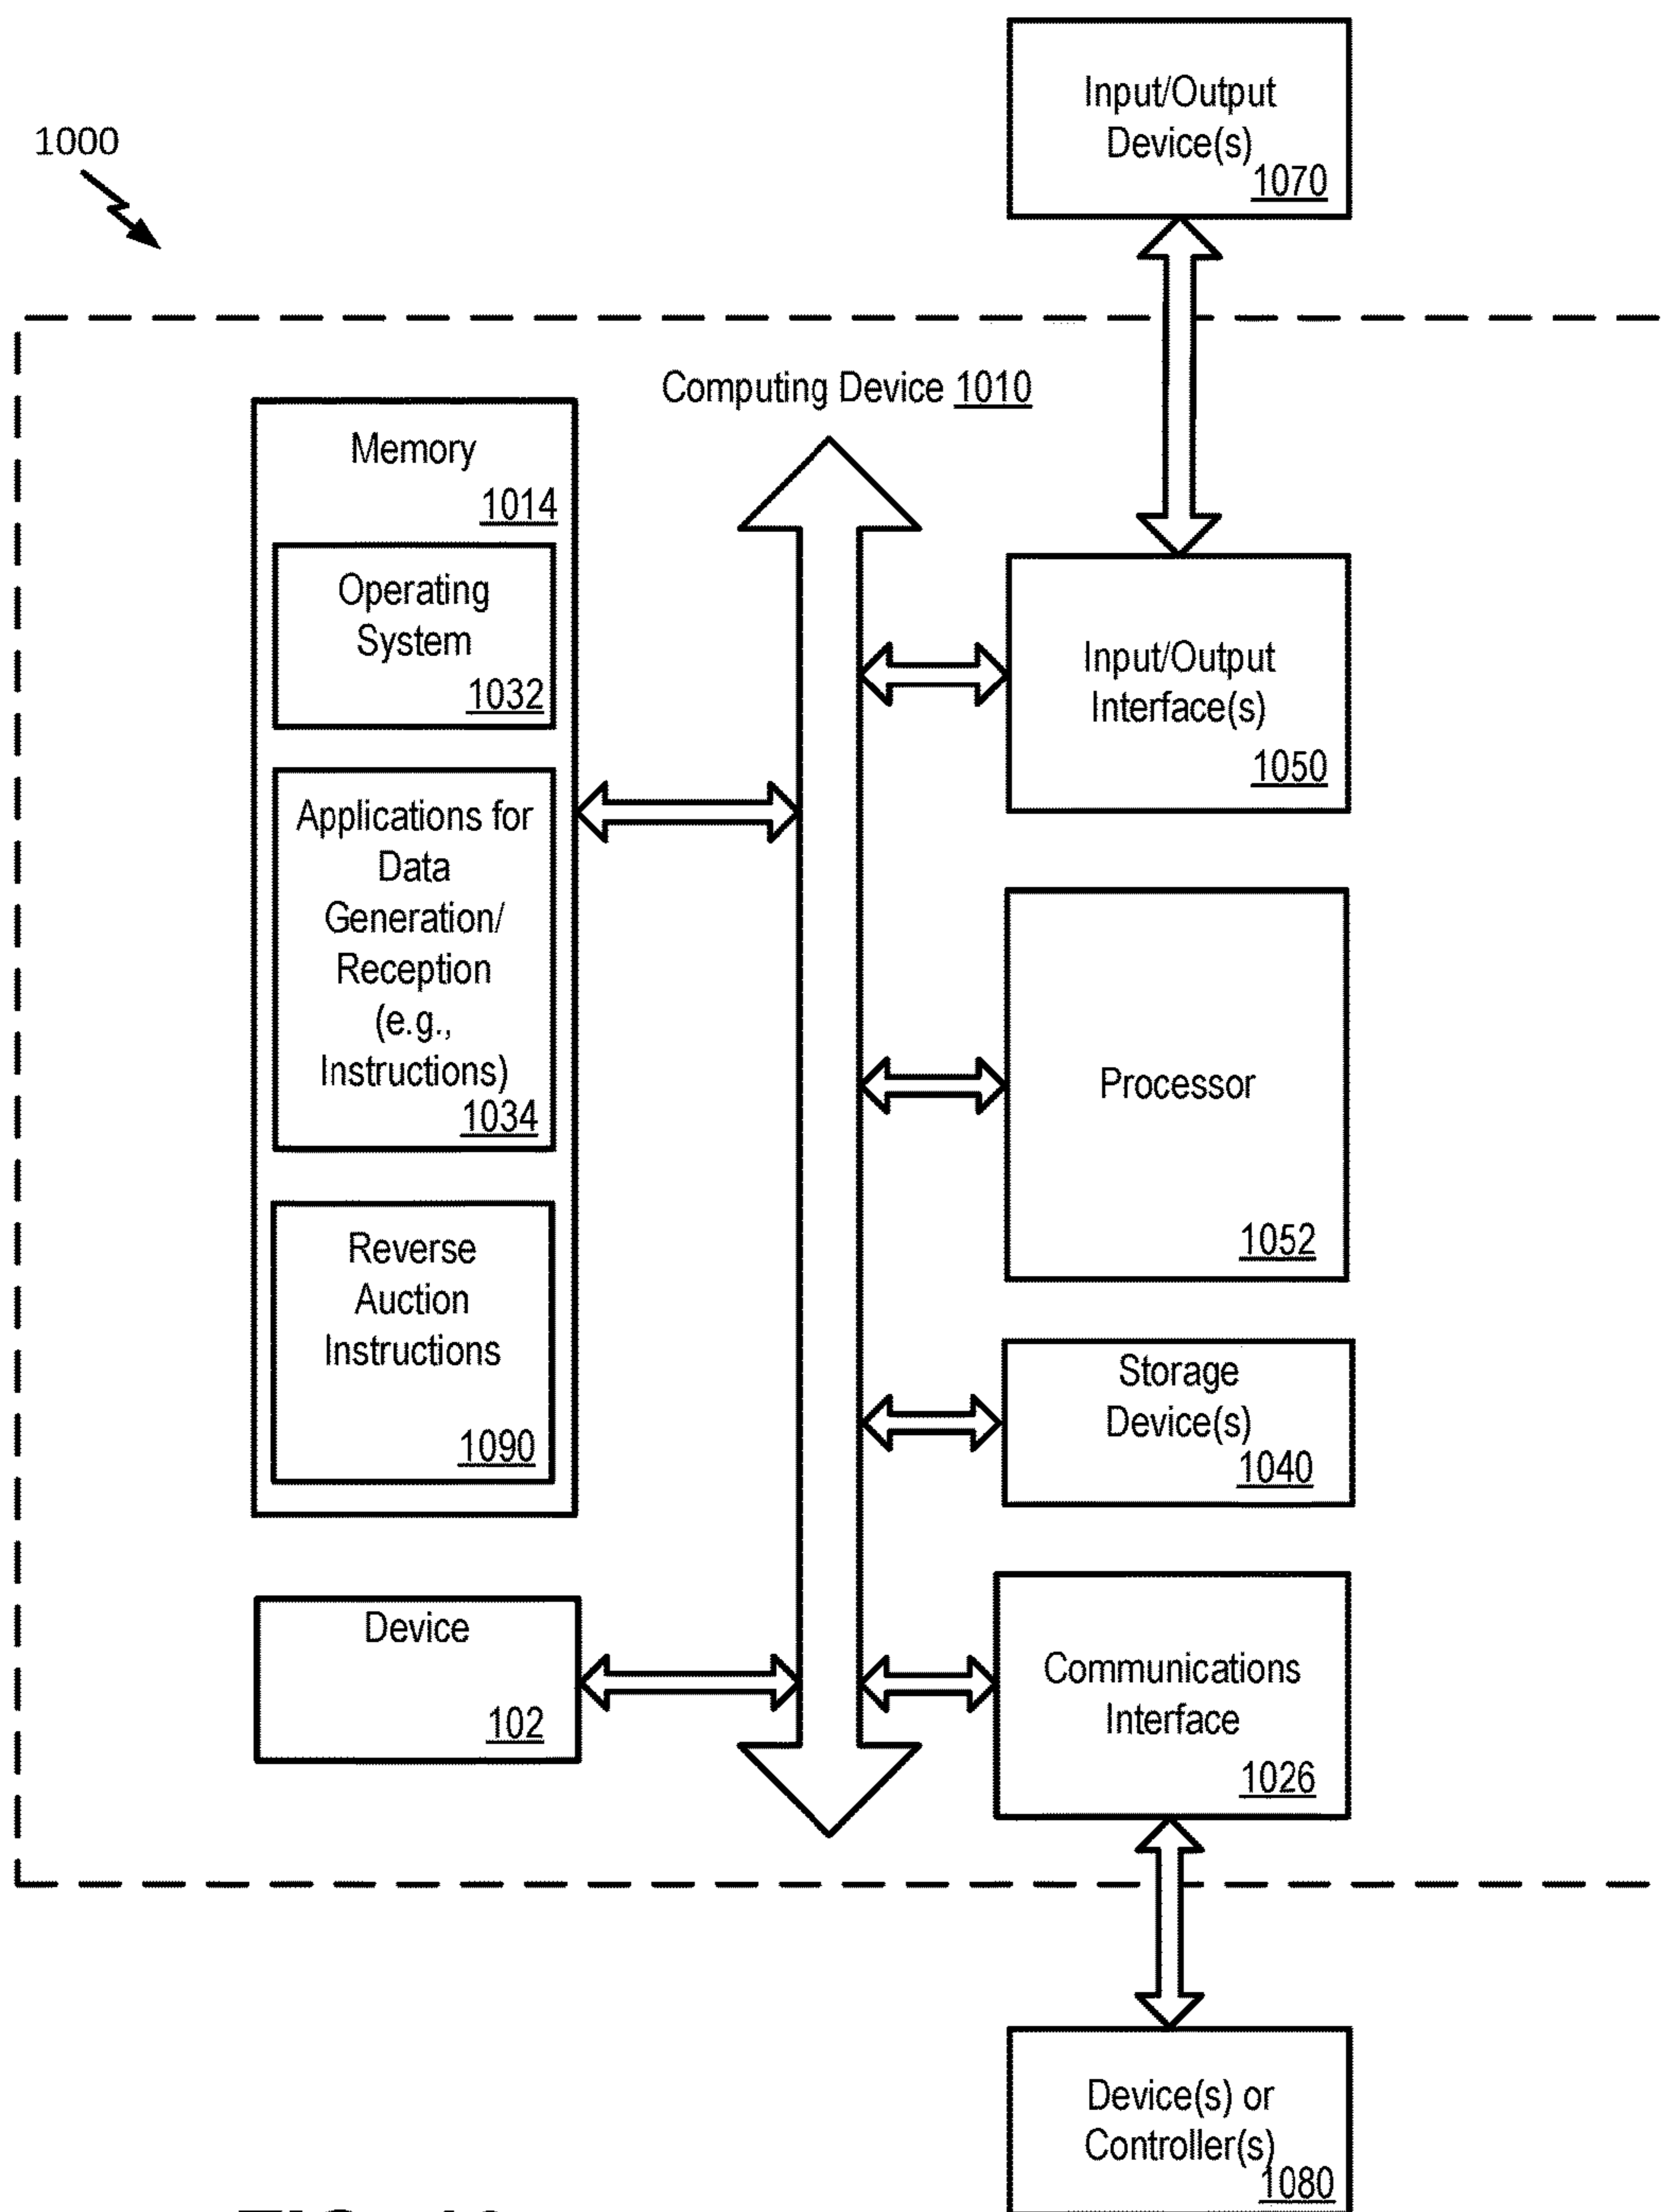 1000
Input/Output
Device(s)
1070
Computing Device 1010
Memory
1014
Operating
System
1032
Applications for
Data
Generation/
Reception
(e.g.,
Instructions)
1034
Reverse
Auction
Instructions
1090
Device
102
Input/Output
Interface(s)
1050
Processor
1052
Storage
Device(s)
1040
Communications
Interface
1026
Device(s) or
Controller(s)
1080